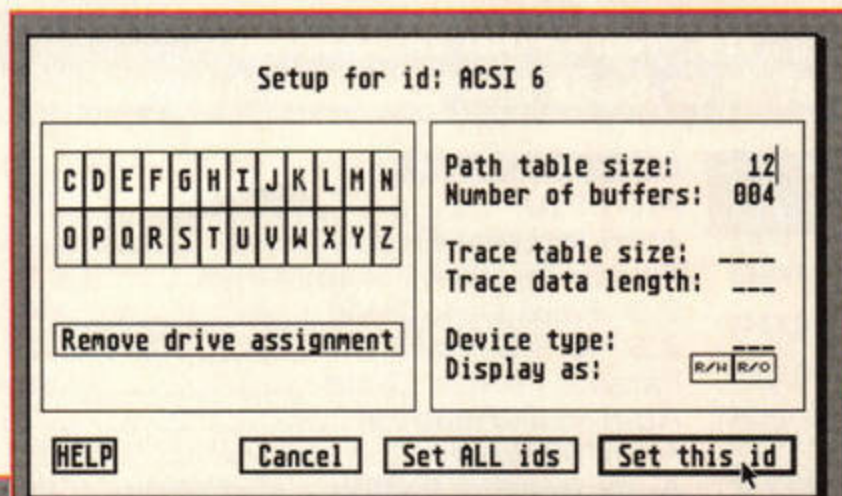 Setup for id: ACSI 6
C D E F G H I J K L M N
O P Q R S T U V W X Y Z
Remove drive assignment
Path table size: 12
Number of buffers: 004
Trace table size: ____
Trace data length: ___
Device type: ___
Display as: R/W R/O
HELP Cancel Set ALL ids Set this id